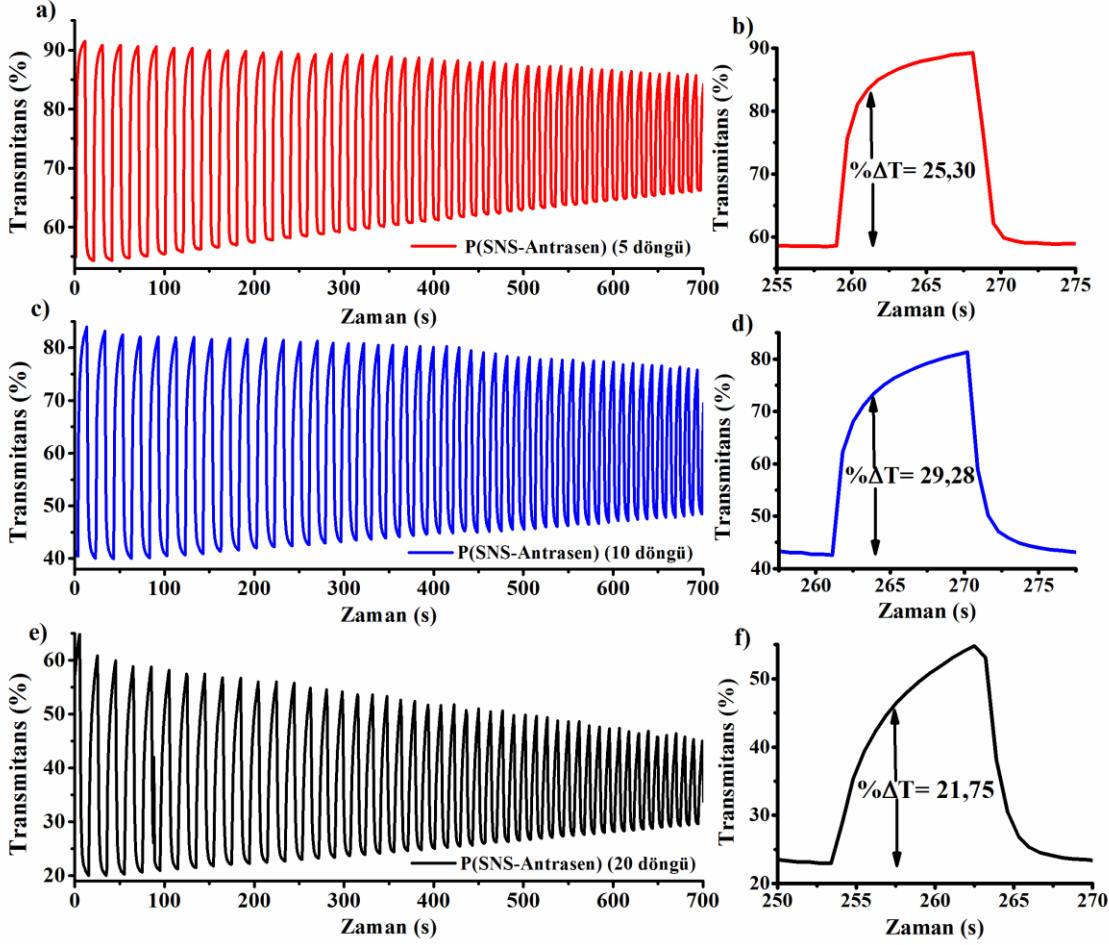 a)
Transmitans (%)
90
80
70
60
P(SNS-Antrasen) (5 döngü)
0 100 200 300 400 500 600 700
Zaman (s)
b)
Transmitans (%)
90
80
70
60
%ΔT= 25,30
255 260 265 270 275
Zaman (s)
c)
Transmitans (%)
80
70
60
50
40
P(SNS-Antrasen) (10 döngü)
0 100 200 300 400 500 600 700
Zaman (s)
d)
Transmitans (%)
80
70
60
50
40
%ΔT= 29,28
260 265 270 275
Zaman (s)
e)
Transmitans (%)
60
50
40
30
20
P(SNS-Antrasen) (20 döngü)
0 100 200 300 400 500 600 700
Zaman (s)
f)
Transmitans (%)
50
40
30
20
%ΔT= 21,75
250 255 260 265 270
Zaman (s)